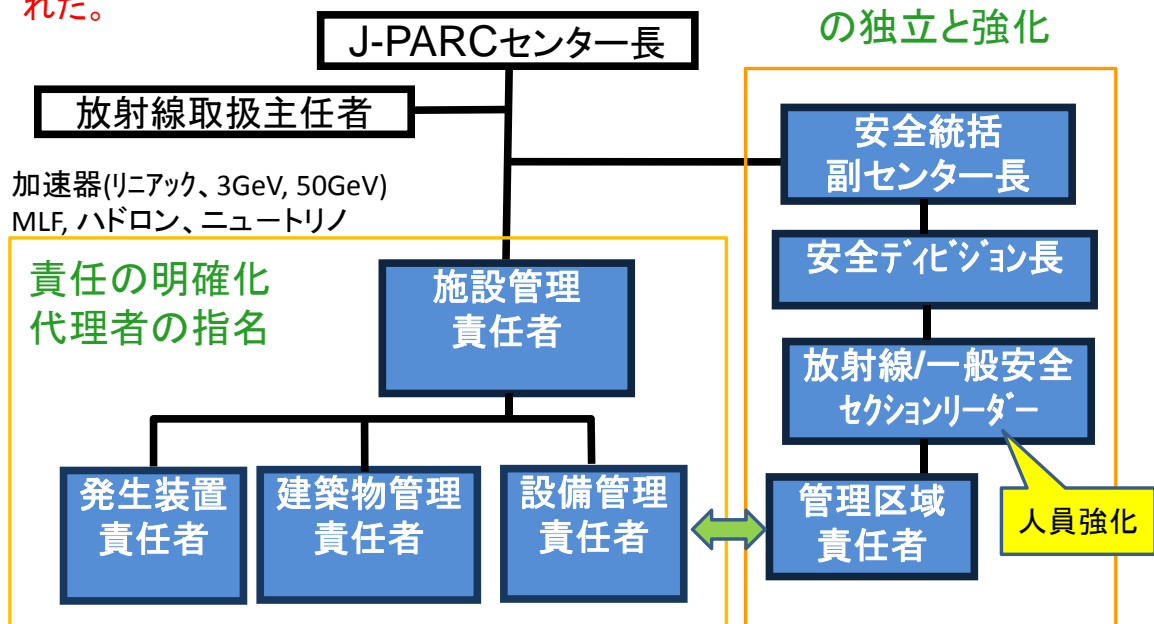 れた。
の独立と強化
J-PARCセンター長
放射線取扱主任者
安全統括
副センター長
加速器(リニアック、3GeV, 50GeV)
MLF, ハドロン、ニュートリノ
責任の明確化
代理者の指名
施設管理
責任者
安全ディビジョン長
放射線/一般安全
セクションリーダー
発生装置
責任者
建築物管理
責任者
設備管理
責任者
管理区域
責任者
人員強化